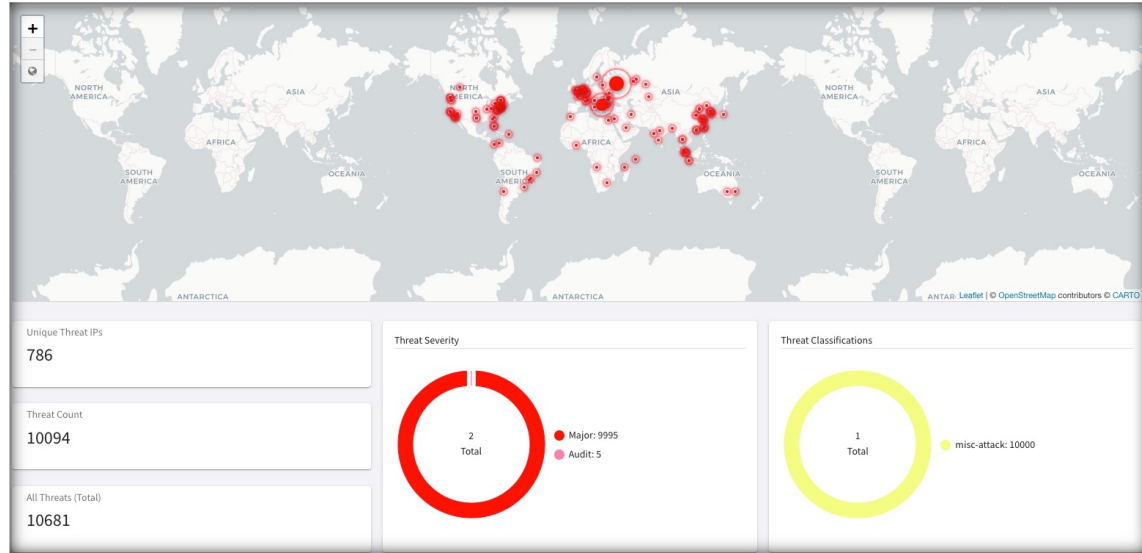 +
−
NORTH
AMERICA
ASIA
AFRICA
SOUTH
AMERICA
OCEANIA
ANTARCTICA
NORTH
AMERICA
ASIA
AFRICA
SOUTH
AMERICA
OCEANIA
ANTARCTICA
NORTH
AMERICA
ASIA
AFRICA
SOUTH
AMERICA
OCEANIA
ANTAR
Leaflet | © OpenStreetMap contributors © CARTO
Unique Threat IPs
786
Threat Count
10094
All Threats (Total)
10681
Threat Severity
2
Total
Major: 9995
Audit: 5
Threat Classifications
1
Total
misc-attack: 10000